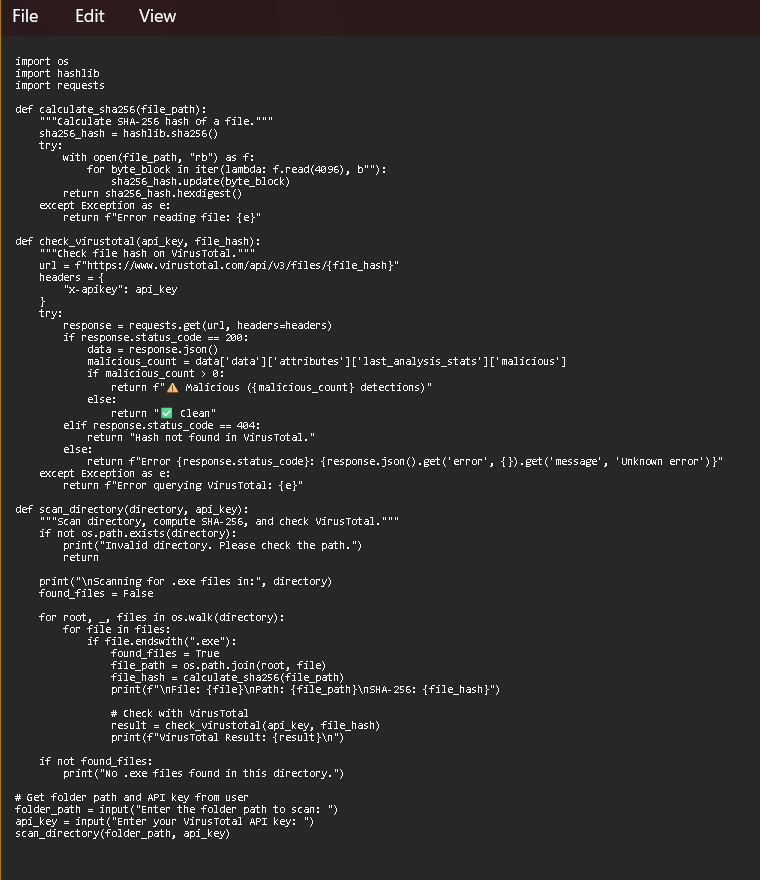 File Edit View
import os
import hashlib
import requests

def calculate_sha256(file_path):
    """Calculate SHA-256 hash of a file."""
    sha256_hash = hashlib.sha256()
    try:
        with open(file_path, "rb") as f:
            for byte_block in iter(lambda: f.read(4096), b""):
                sha256_hash.update(byte_block)
        return sha256_hash.hexdigest()
    except Exception as e:
        return f"Error reading file: {e}"

def check_virustotal(api_key, file_hash):
    """Check file hash on VirusTotal."""
    url = f"https://www.virustotal.com/api/v3/files/{file_hash}"
    headers = {
        "x-apikey": api_key
    }
    try:
        response = requests.get(url, headers=headers)
        if response.status_code == 200:
            data = response.json()
            malicious_count = data['data']['attributes']['last_analysis_stats']['malicious']
            if malicious_count > 0:
                return f"⚠️ Malicious ({malicious_count} detections)"
            else:
                return "✅ Clean"
        elif response.status_code == 404:
            return "Hash not found in VirusTotal."
        else:
            return f"Error {response.status_code}: {response.json().get('error', {}).get('message', 'Unknown error')}"
    except Exception as e:
        return f"Error querying VirusTotal: {e}"

def scan_directory(directory, api_key):
    """Scan directory, compute SHA-256, and check VirusTotal."""
    if not os.path.exists(directory):
        print("Invalid directory. Please check the path.")
        return

    print("\nScanning for .exe files in:", directory)
    found_files = False

    for root, _, files in os.walk(directory):
        for file in files:
            if file.endswith(".exe"):
                found_files = True
                file_path = os.path.join(root, file)
                file_hash = calculate_sha256(file_path)
                print(f"\nFile: {file}\nPath: {file_path}\nSHA-256: {file_hash}")

                # Check with VirusTotal
                result = check_virustotal(api_key, file_hash)
                print(f"VirusTotal Result: {result}\n")

    if not found_files:
        print("No .exe files found in this directory.")

# Get folder path and API key from user
folder_path = input("Enter the folder path to scan: ")
api_key = input("Enter your VirusTotal API key: ")
scan_directory(folder_path, api_key)